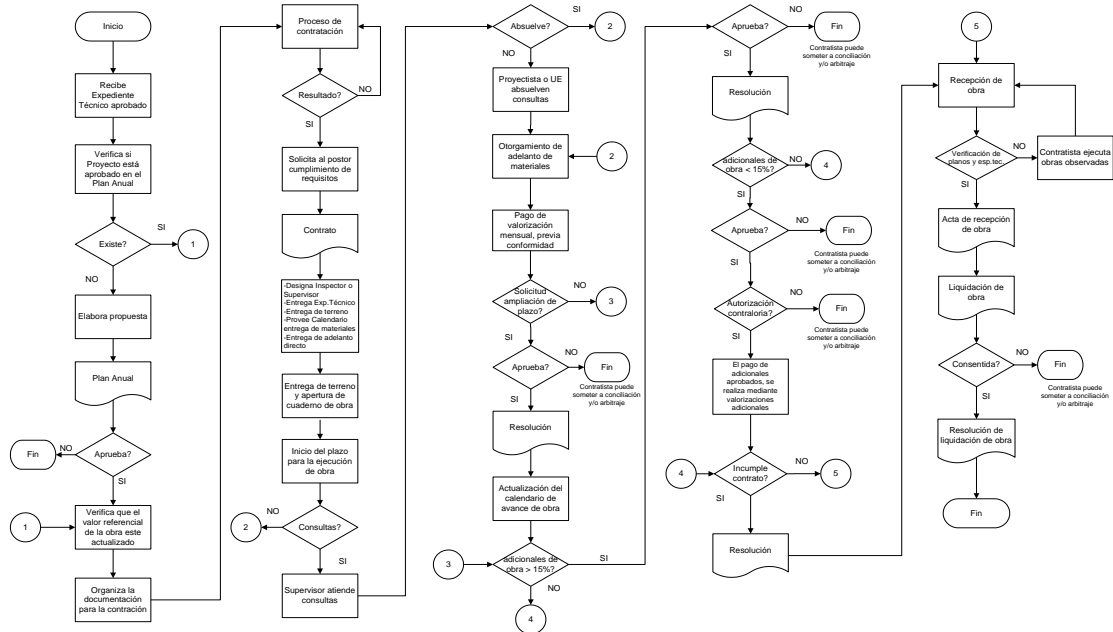 Inicio
Recibe
Expediente
Técnico aprobado
Verifica si
Proyecto está
aprobado en el
Plan Anual
Existe?
SI
1
NO
Elabora propuesta
Plan Anual
Aprueba?
NO
Fin
SI
1
Verifica que el
valor referencial
de la obra este
actualizado
Organiza la
documentación
para la contración
Proceso de
contratación
Resultado?
NO
SI
Solicita al postor
cumplimiento de
requisitos
Contrato
-Designa Inspector o
Supervisor
-Entrega Exp.Técnico
-Entrega de terreno
-Provee Calendario
entrega de materiales
-Entrega de adelanto
directo
Entrega de terreno
y apertura de
cuaderno de obra
Inicio del plazo
para la ejecución
de obra
Consultas?
NO
2
SI
Supervisor atiende
consultas
Absuelve?
SI
2
NO
Proyectista o UE
absuelven
consultas
Otorgamiento de
adelanto de
materiales
2
Pago de
valorización
mensual, previa
conformidad
Solicitud
ampliación de
plazo?
NO
3
SI
Aprueba?
NO
Fin
Contratista puede
someter a conciliación
y/o arbitraje
SI
Resolución
Actualización del
calendario de
avance de obra
3
adicionales de
obra > 15%?
SI
NO
4
Aprueba?
NO
Fin
Contratista puede
someter a conciliación
y/o arbitraje
SI
Resolución
adicionales de
obra < 15%?
NO
4
SI
Aprueba?
NO
Fin
Contratista puede
someter a conciliación
y/o arbitraje
SI
Autorización
contraloria?
NO
Fin
Contratista puede
someter a conciliación
y/o arbitraje
SI
El pago de
adicionales
aprobados, se
realiza mediante
valorizaciones
adicionales
4
Incumple
contrato?
NO
5
SI
Resolución
5
Recepción de
obra
Verificación de
planos y esp.tec.
NO
Contratista ejecuta
obras observadas
SI
Acta de recepción
de obra
Liquidación de
obra
Consentida?
NO
Fin
Contratista puede
someter a conciliación
y/o arbitraje
SI
Resolución de
liquidación de obra
Fin